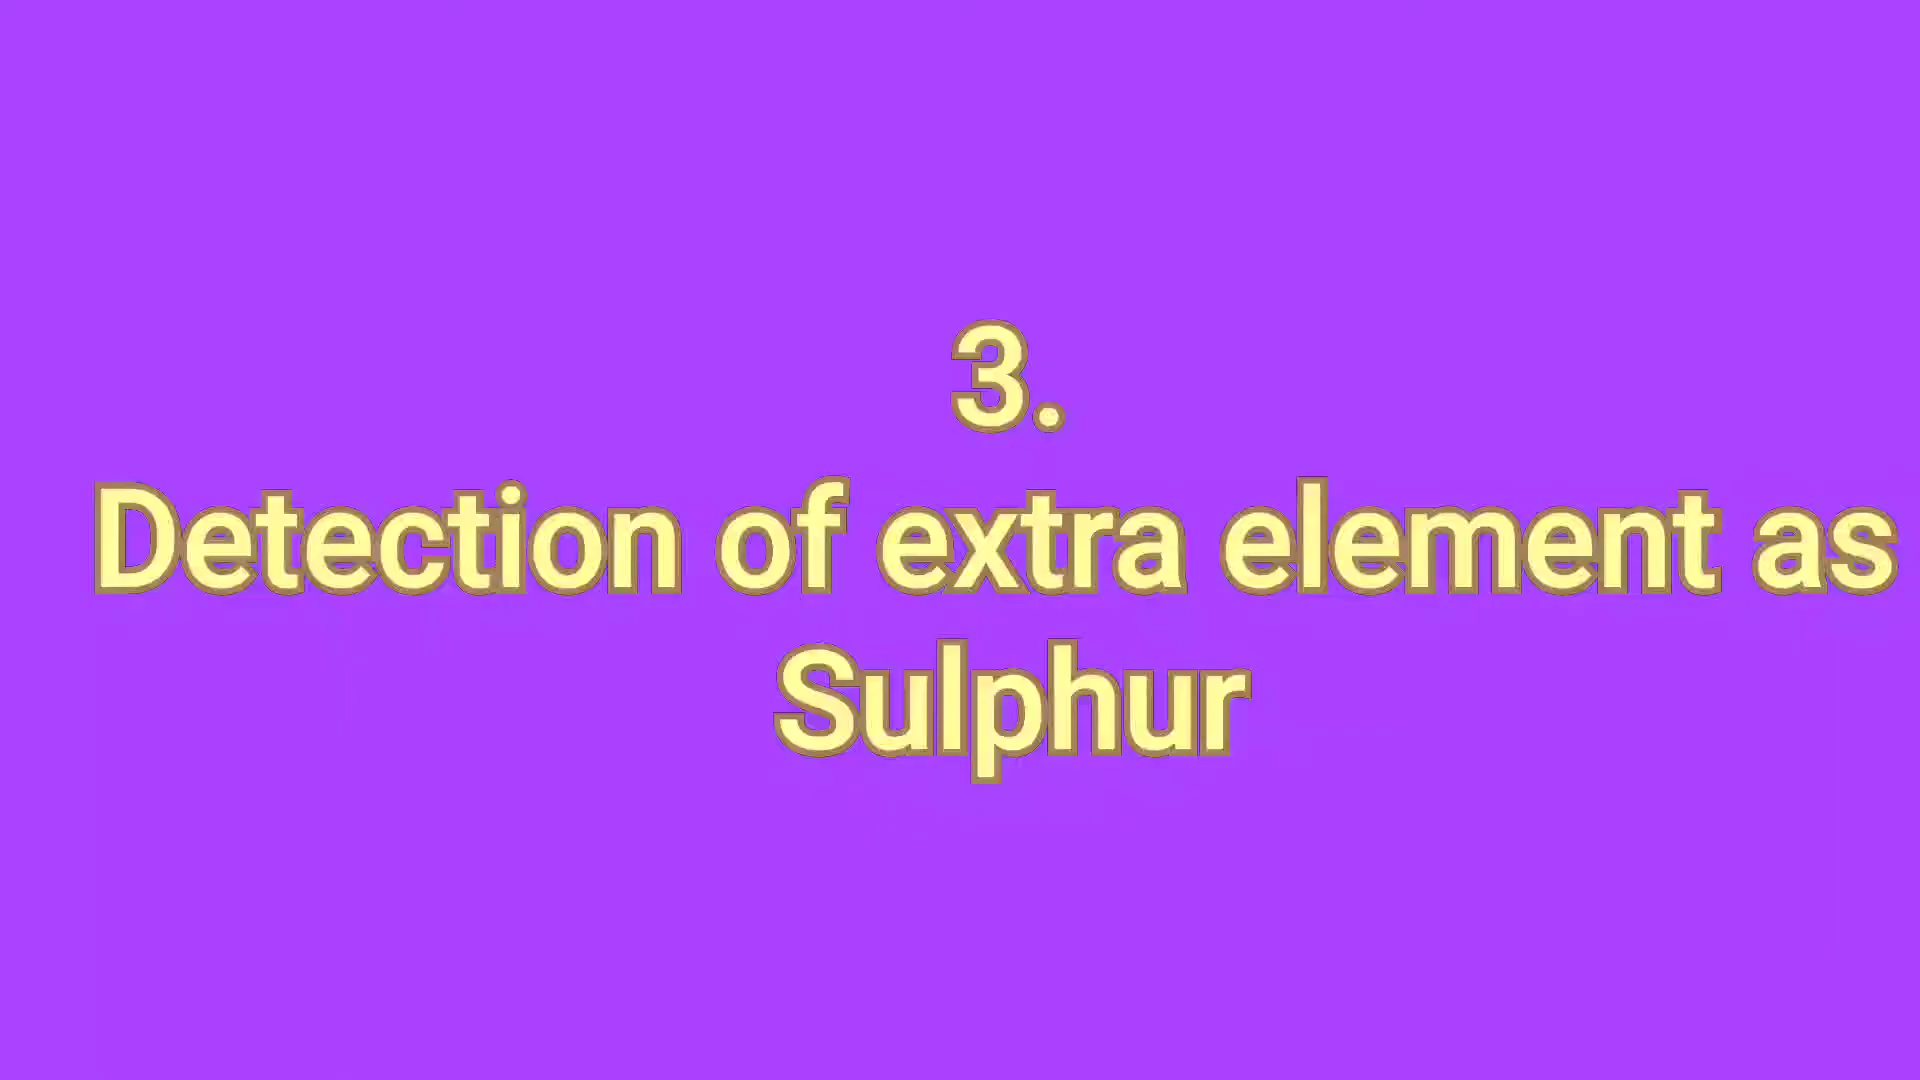 3.
Detection of extra element as
Sulphur